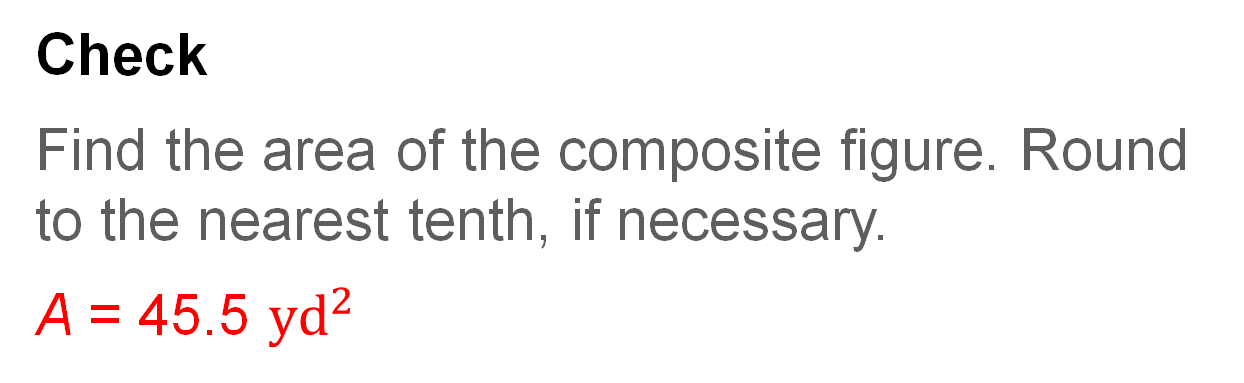 Check
Find the area of the composite figure. Round
to the nearest tenth, if necessary.
A = 45.5 yd²